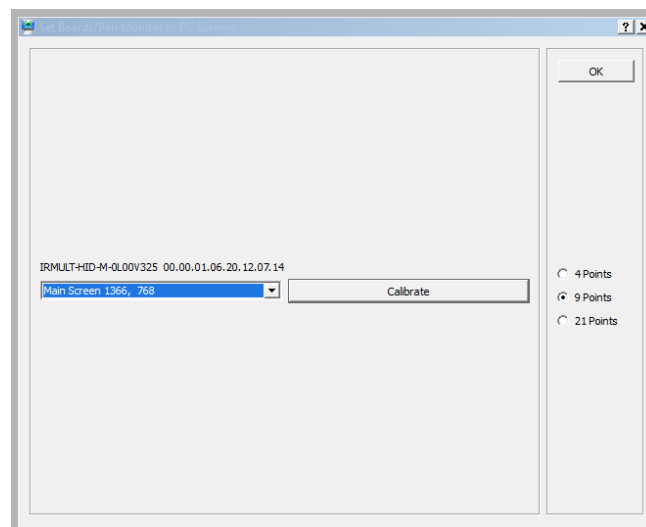 Set Boards/Pen Monitor to PC Screens
OK
IRMULT-HID-M-0L00V325 00.00.01.06.20.12.07.14
Main Screen 1366, 768
Calibrate
4 Points
9 Points
21 Points